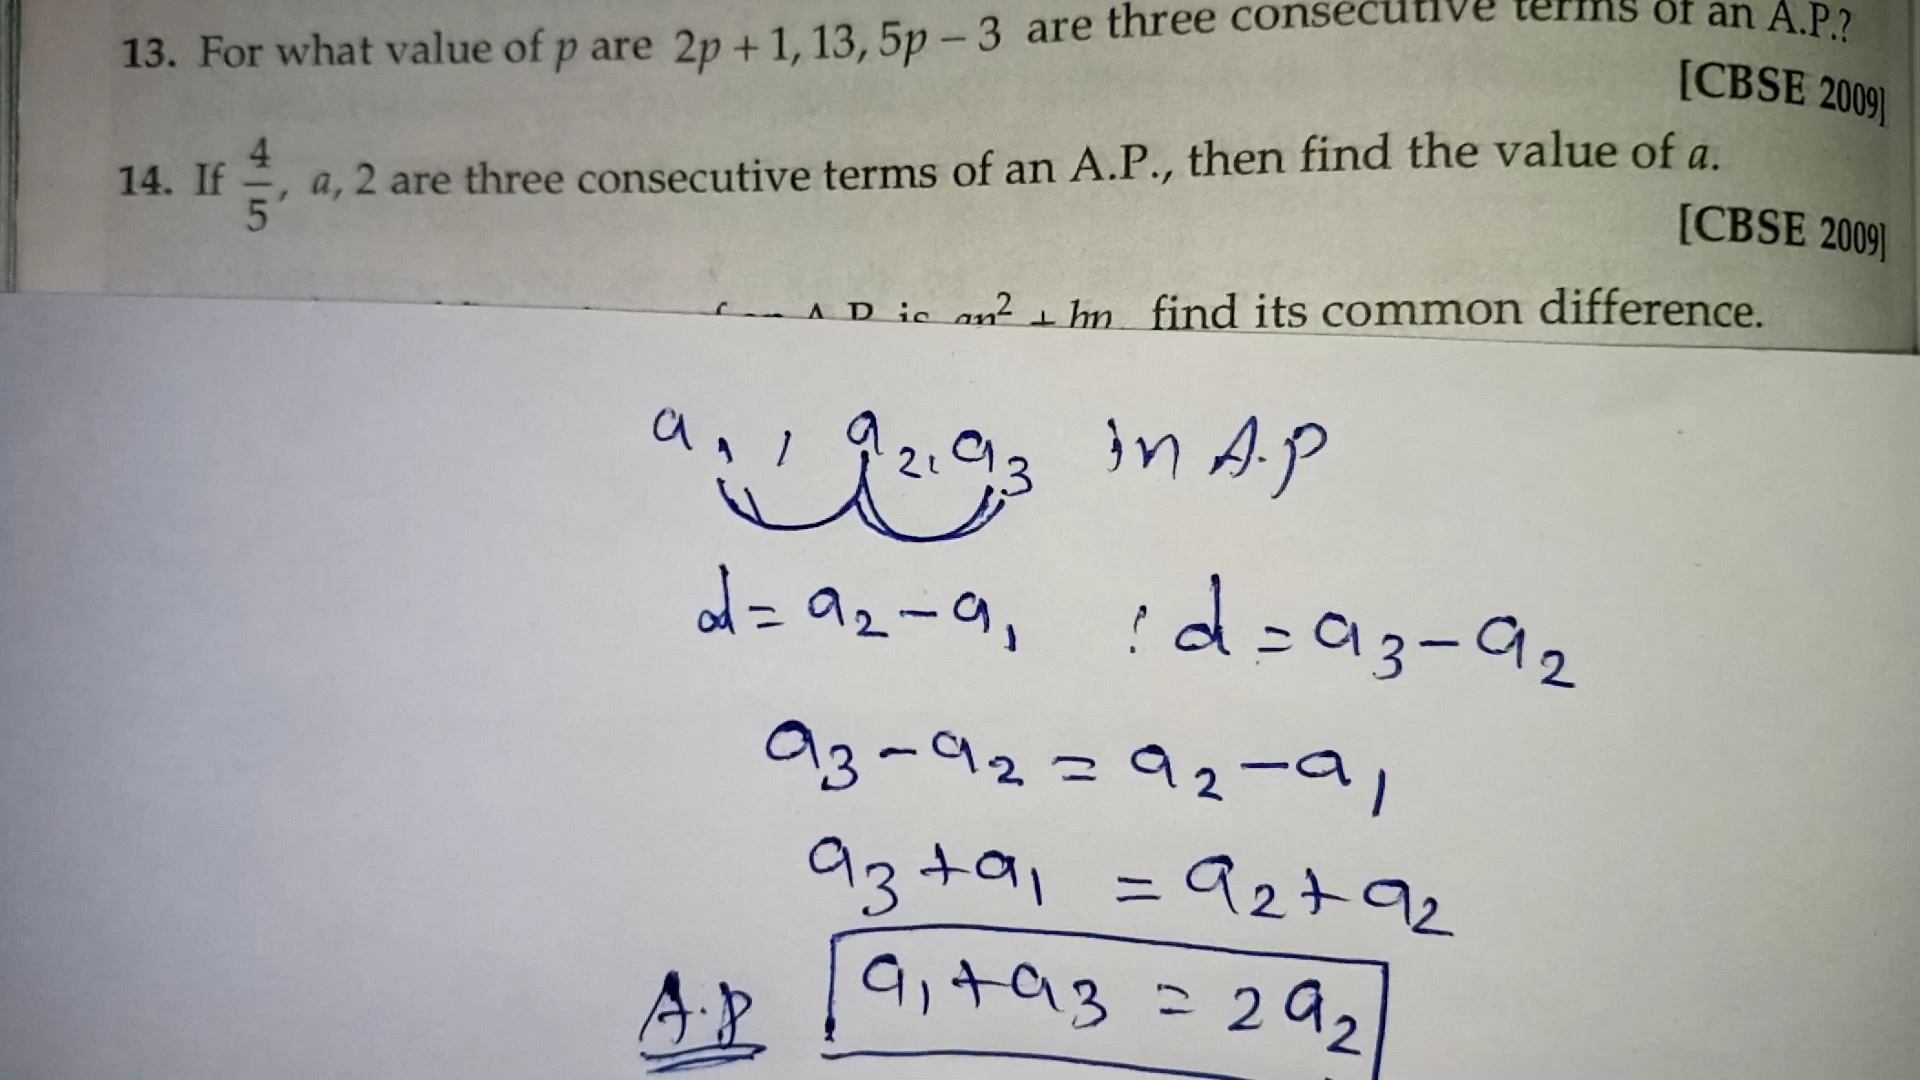 13. For what value of p are 2p + 1, 13, 5p – 3 are three consecutive terms of an A.P.?
[CBSE 2009]
14. If 4/5, a, 2 are three consecutive terms of an A.P., then find the value of a.
[CBSE 2009]
A.P. is an² + bn find its common difference.
a₁, a₂, a₃ in A.P
d = a₂ – a₁ ; d = a₃ – a₂
a₃ – a₂ = a₂ – a₁
a₃ + a₁ = a₂ + a₂
A.P a₁ + a₃ = 2a₂